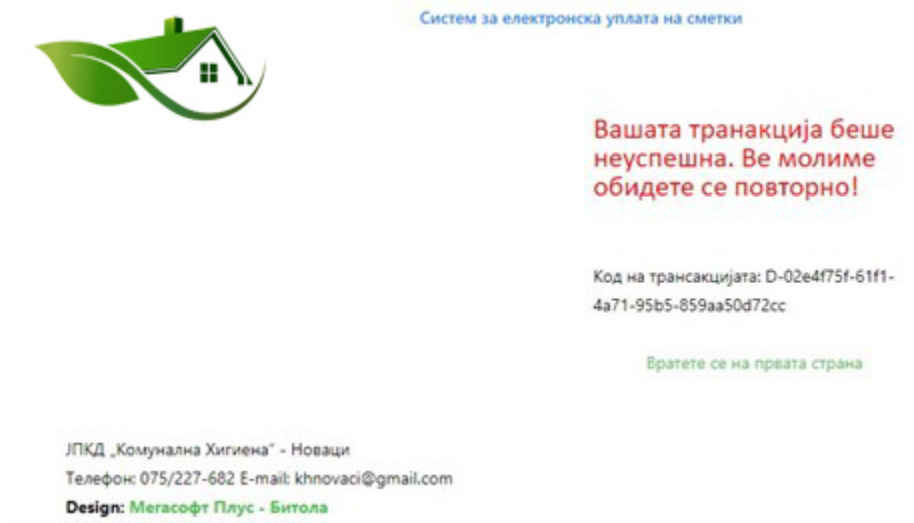 Систем за електронска уплата на сметки
Вашата транакција беше
неуспешна. Ве молиме
обидете се повторно!
Код на трансакцијата: D-02e4f75f-61f1-
4a71-95b5-859aa50d72cc
Вратете се на првата страна
ЈПКД „Комунална Хигиена“ - Новаци
Телефон: 075/227-682 E-mail: khnovaci@gmail.com
Design: Мегасофт Плус - Битола